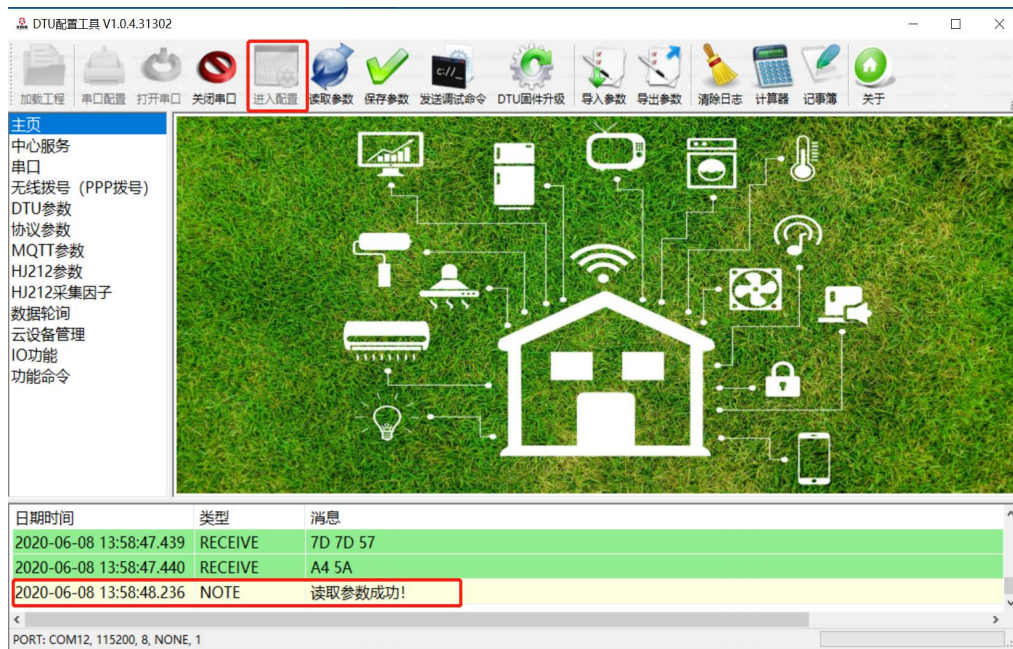 DTU配置工具 V1.0.4.31302
加载工程 串口配置 打开串口 关闭串口 进入配置 读取参数 保存参数 发送调试命令 DTU固件升级 导入参数 导出参数 清除日志 计算器 记事簿 关于
c://_
主页
中心服务
串口
无线拨号（PPP拨号）
DTU参数
协议参数
MQTT参数
HJ212参数
HJ212采集因子
数据轮询
云设备管理
IO功能
功能命令
日期时间 类型 消息
2020-06-08 13:58:47.439 RECEIVE 7D 7D 57
2020-06-08 13:58:47.440 RECEIVE A4 5A
2020-06-08 13:58:48.236 NOTE 读取参数成功!
PORT: COM12, 115200, 8, NONE, 1